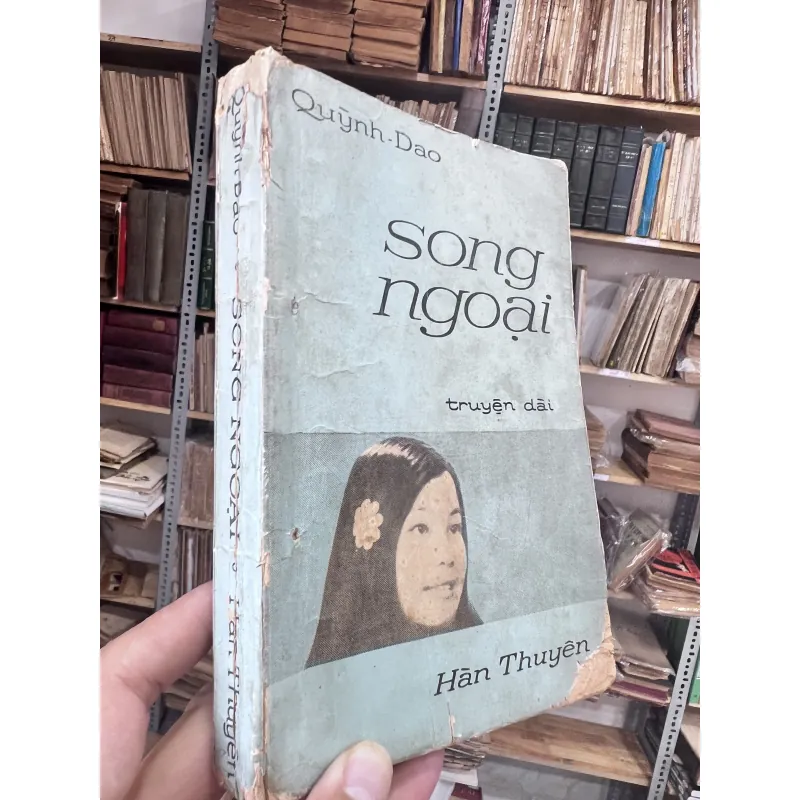 Quỳnh-Dao
song
ngoại
truyện dài
Hàn Thuyên
Quỳnh-Dao SONG NGOẠI Hàn Thuyên